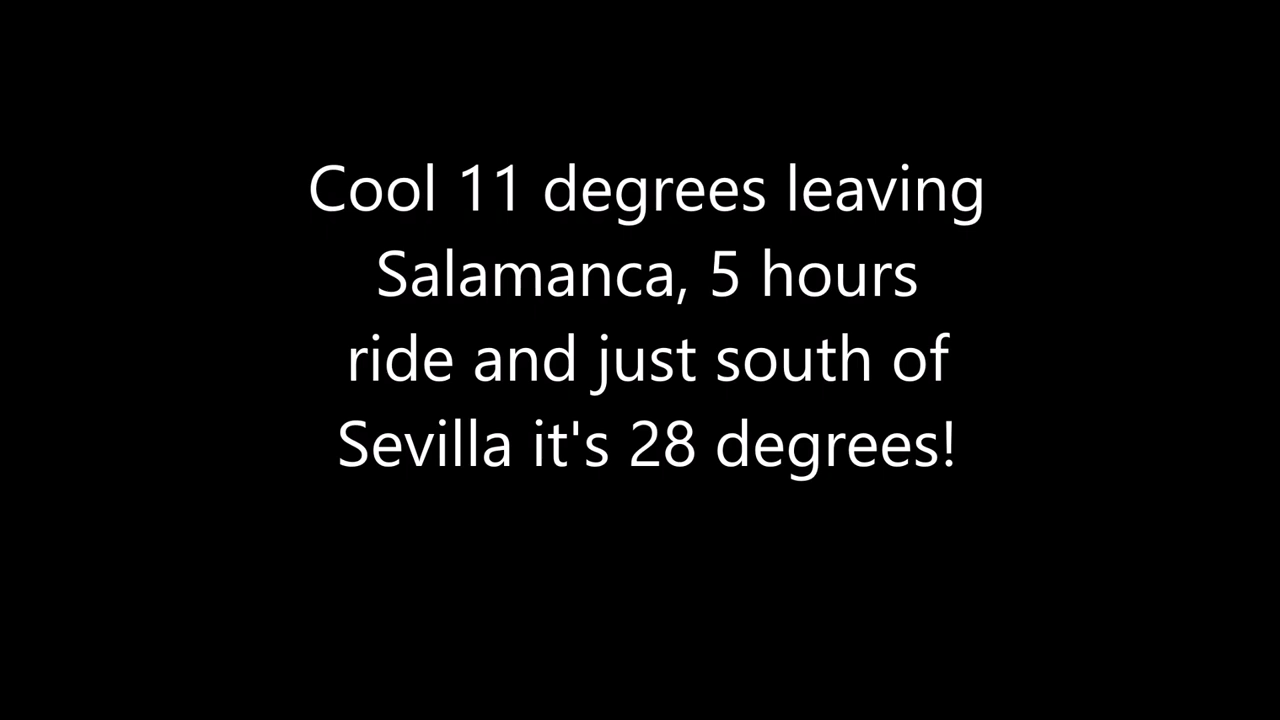 Cool 11 degrees leaving
Salamanca, 5 hours
ride and just south of
Sevilla it's 28 degrees!